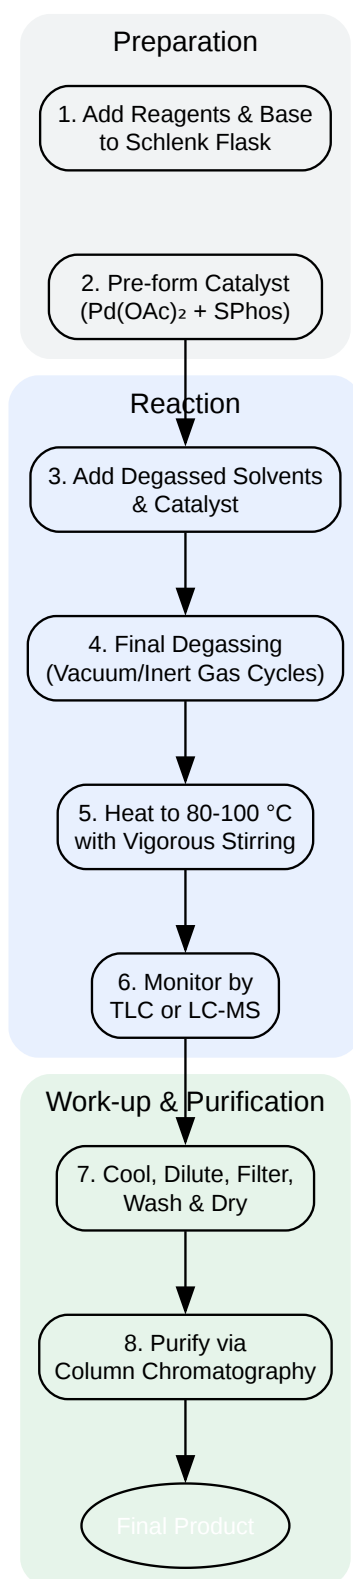 Preparation
1. Add Reagents & Base
to Schlenk Flask
2. Pre-form Catalyst
(Pd(OAc)₂ + SPhos)
Reaction
3. Add Degassed Solvents
& Catalyst
4. Final Degassing
(Vacuum/Inert Gas Cycles)
5. Heat to 80-100 °C
with Vigorous Stirring
6. Monitor by
TLC or LC-MS
Work-up & Purification
7. Cool, Dilute, Filter,
Wash & Dry
8. Purify via
Column Chromatography
Final Product